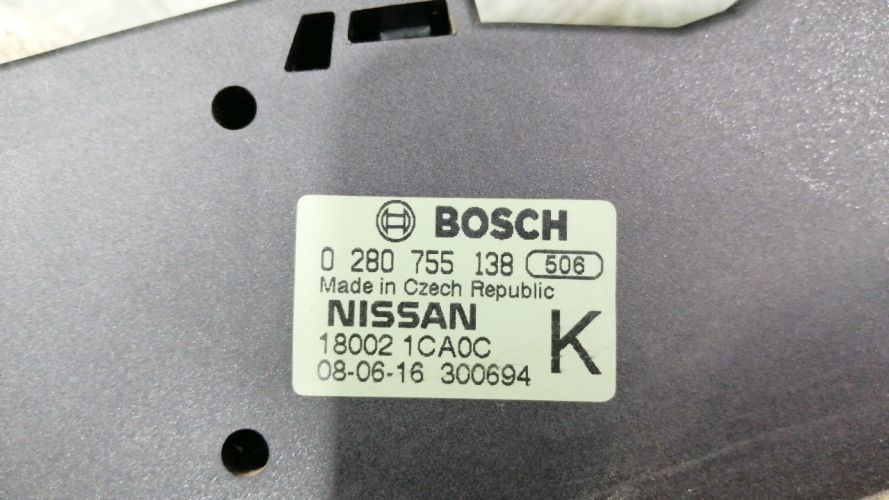 BOSCH
0 280 755 138 506
Made in Czech Republic
NISSAN
18002 1CA0C K
08-06-16 300694